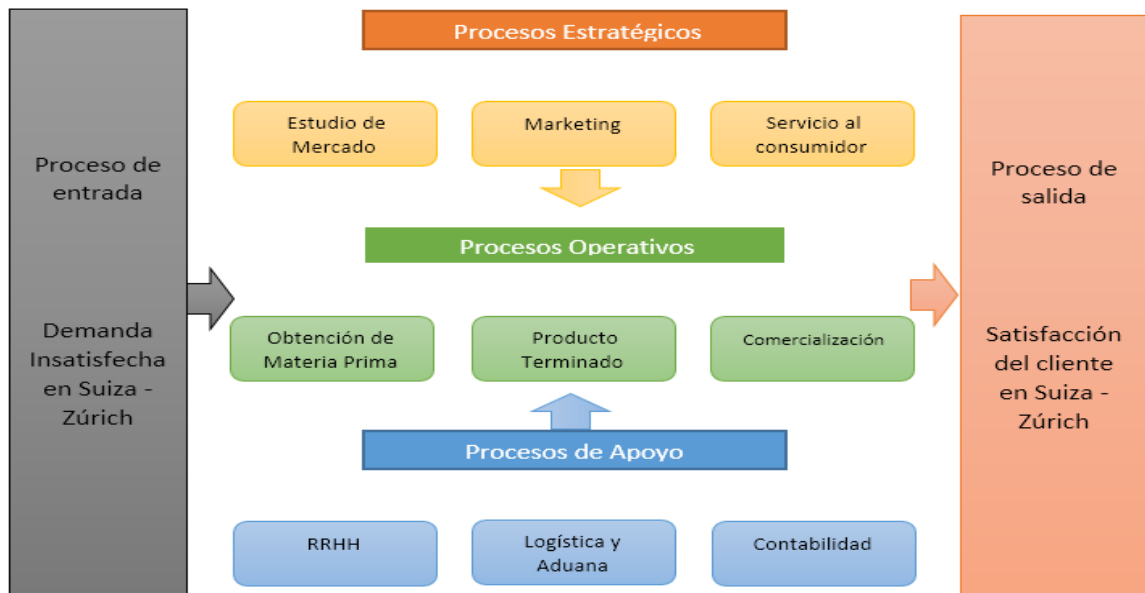 Proceso de
entrada
Demanda
Insatisfecha
en Suiza -
Zúrich
Procesos Estratégicos
Estudio de
Mercado
Marketing
Servicio al
consumidor
Procesos Operativos
Obtención de
Materia Prima
Producto
Terminado
Comercialización
Procesos de Apoyo
RRHH
Logística y
Aduana
Contabilidad
Proceso de
salida
Satisfacción
del cliente
en Suiza -
Zúrich